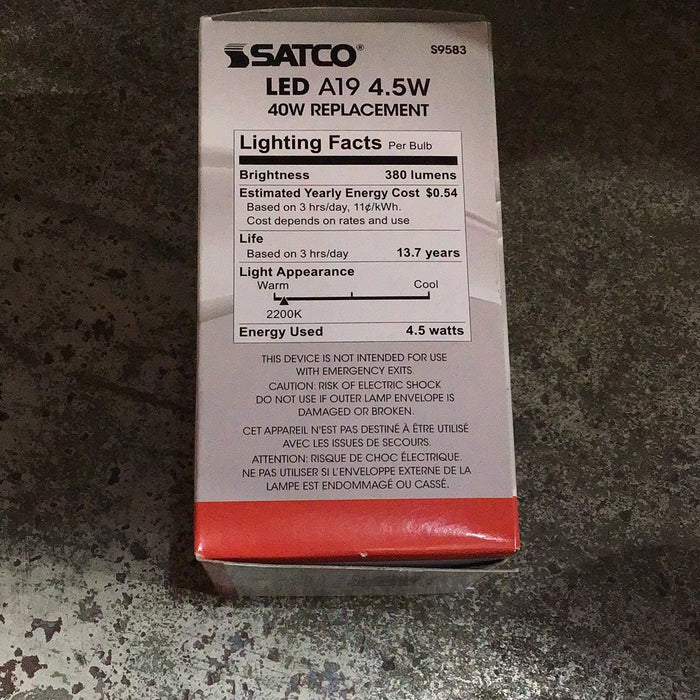 SATCO® S9583
LED A19 4.5W
40W REPLACEMENT
Lighting Facts Per Bulb
Brightness 380 lumens
Estimated Yearly Energy Cost $0.54
Based on 3 hrs/day, 11¢/kWh.
Cost depends on rates and use
Life
Based on 3 hrs/day 13.7 years
Light Appearance
Warm Cool
2200K
Energy Used 4.5 watts
THIS DEVICE IS NOT INTENDED FOR USE
WITH EMERGENCY EXITS
CAUTION: RISK OF ELECTRIC SHOCK
DO NOT USE IF OUTER LAMP ENVELOPE IS
DAMAGED OR BROKEN.
CET APPAREIL N'EST PAS DESTINÉ À ÊTRE UTILISÉ
AVEC LES ISSUES DE SECOURS.
ATTENTION: RISQUE DE CHOC ÉLECTRIQUE.
NE PAS UTILISER SI L'ENVELOPPE EXTERNE DE LA
LAMPE EST ENDOMMAGÉ OU CASSÉ.